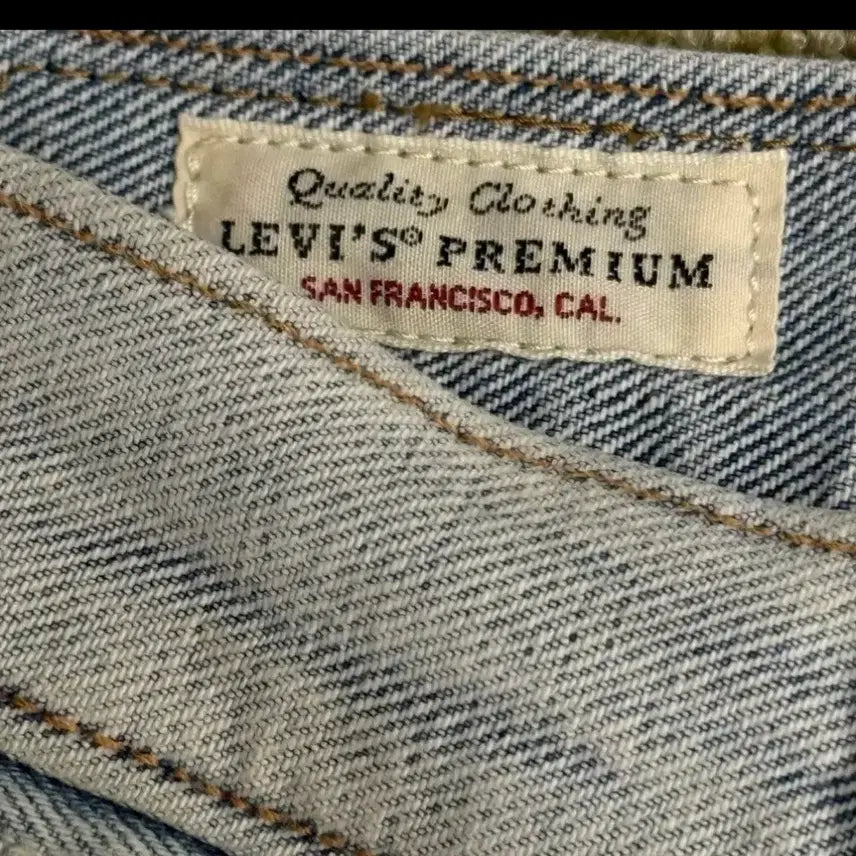 Quality Clothing
LEVI'S® PREMIUM
SAN FRANCISCO, CAL.